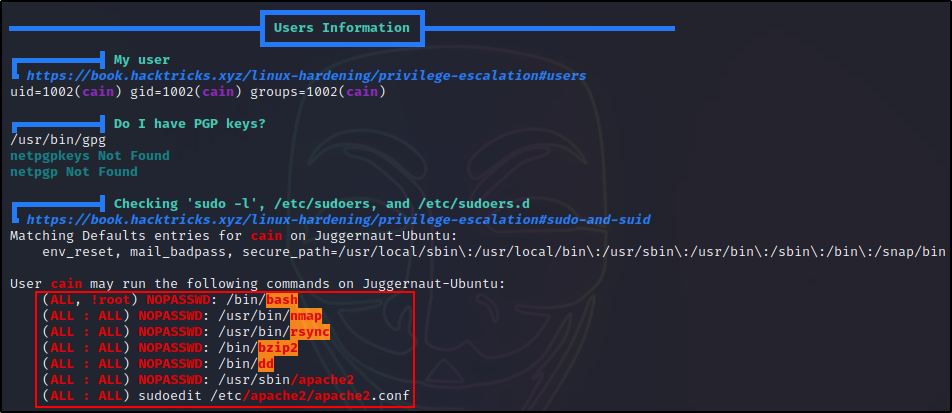 Users Information
My user
https://book.hacktricks.xyz/linux-hardening/privilege-escalation#users
uid=1002(cain) gid=1002(cain) groups=1002(cain)
Do I have PGP keys?
/usr/bin/gpg
netpgpkeys Not Found
netpgp Not Found
Checking 'sudo -l', /etc/sudoers, and /etc/sudoers.d
https://book.hacktricks.xyz/linux-hardening/privilege-escalation#sudo-and-suid
Matching Defaults entries for cain on Juggernaut-Ubuntu:
env_reset, mail_badpass, secure_path=/usr/local/sbin\:/usr/local/bin\:/usr/sbin\:/usr/bin\:/sbin\:/bin\:/snap/bin
User cain may run the following commands on Juggernaut-Ubuntu:
(ALL, !root) NOPASSWD: /bin/bash
(ALL : ALL) NOPASSWD: /usr/bin/nmap
(ALL : ALL) NOPASSWD: /usr/bin/rsync
(ALL : ALL) NOPASSWD: /bin/bzip2
(ALL : ALL) NOPASSWD: /bin/dd
(ALL : ALL) NOPASSWD: /usr/sbin/apache2
(ALL : ALL) sudoedit /etc/apache2/apache2.conf